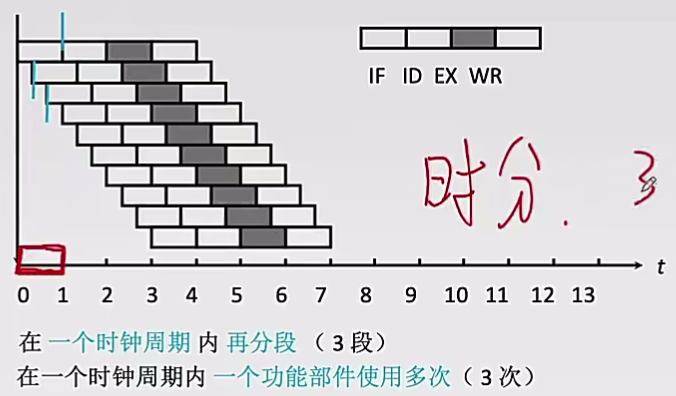 IF ID EX WR
时分. 3
t
0 1 2 3 4 5 6 7 8 9 10 11 12 13
在 一个时钟周期 内 再分段 （3 段）
在一个时钟周期内 一个功能部件使用多次（3 次）